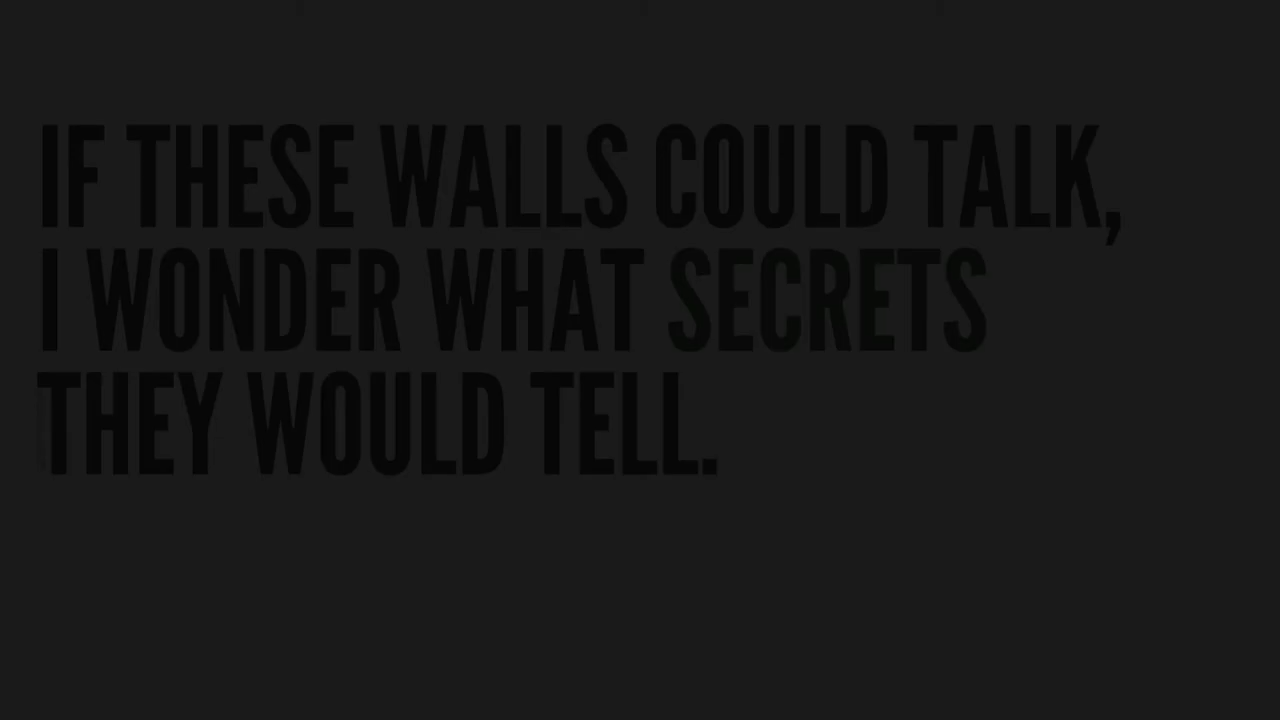 IF THESE WALLS COULD TALK,
I WONDER WHAT SECRETS
THEY WOULD TELL.